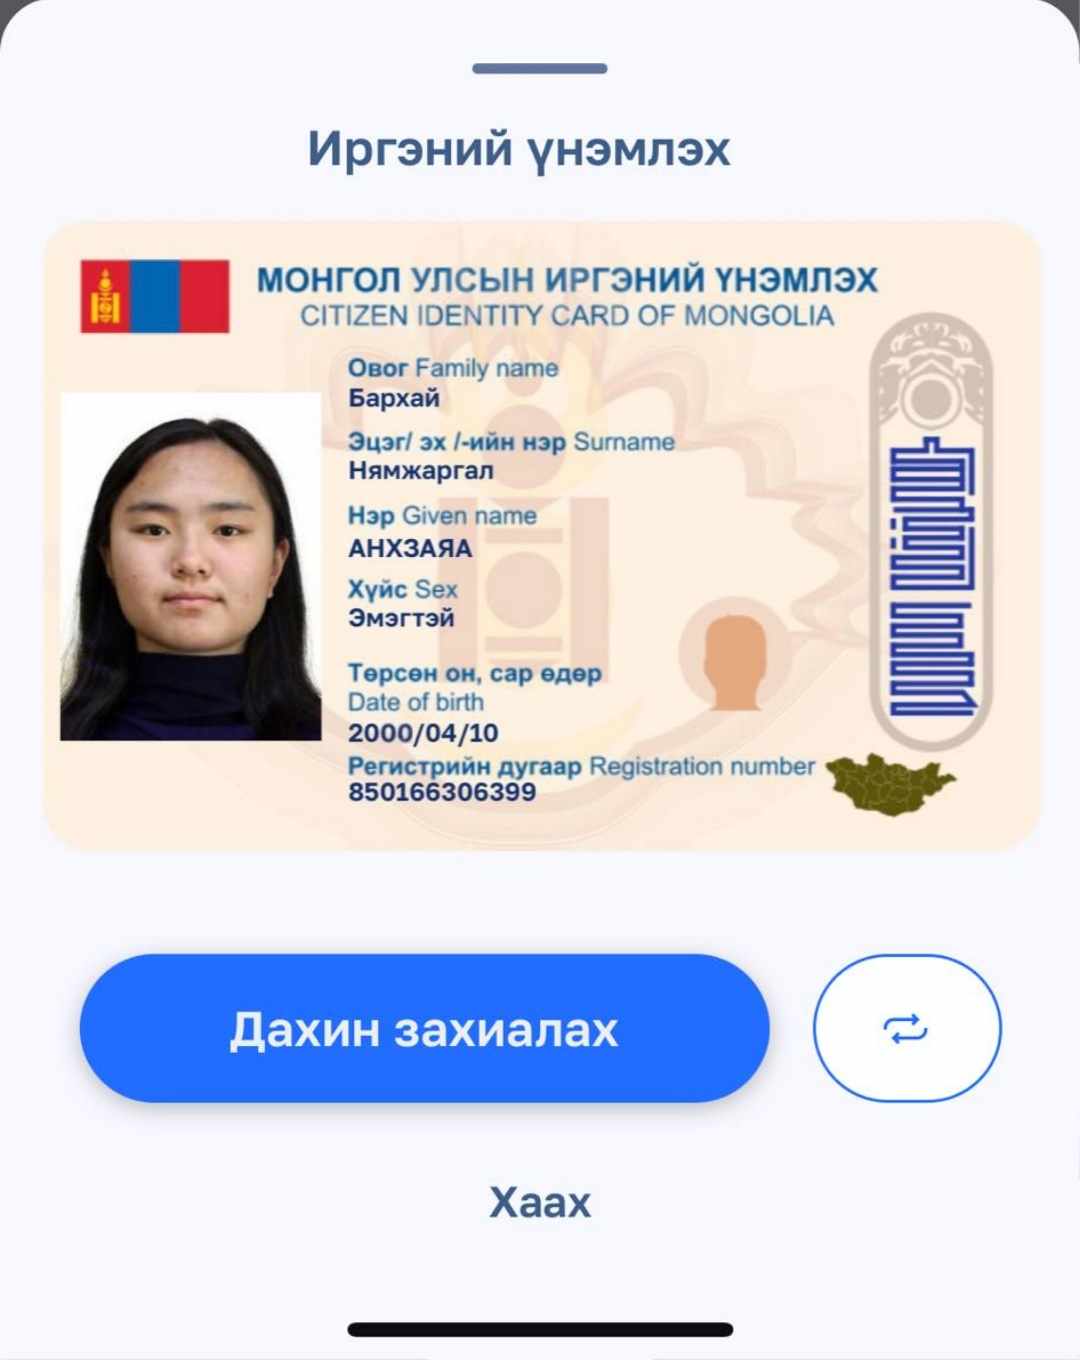 Иргэний үнэмлэх
МОНГОЛ УЛСЫН ИРГЭНИЙ ҮНЭМЛЭХ
CITIZEN IDENTITY CARD OF MONGOLIA
Овог Family name
Бархай
Эцэг/ эх /-ийн нэр Surname
Нямжаргал
Нэр Given name
АНХЗАЯА
Хүйс Sex
Эмэгтэй
Төрсөн он, сар өдөр
Date of birth
2000/04/10
Регистрийн дугаар Registration number
850166306399
Дахин захиалах
Хаах